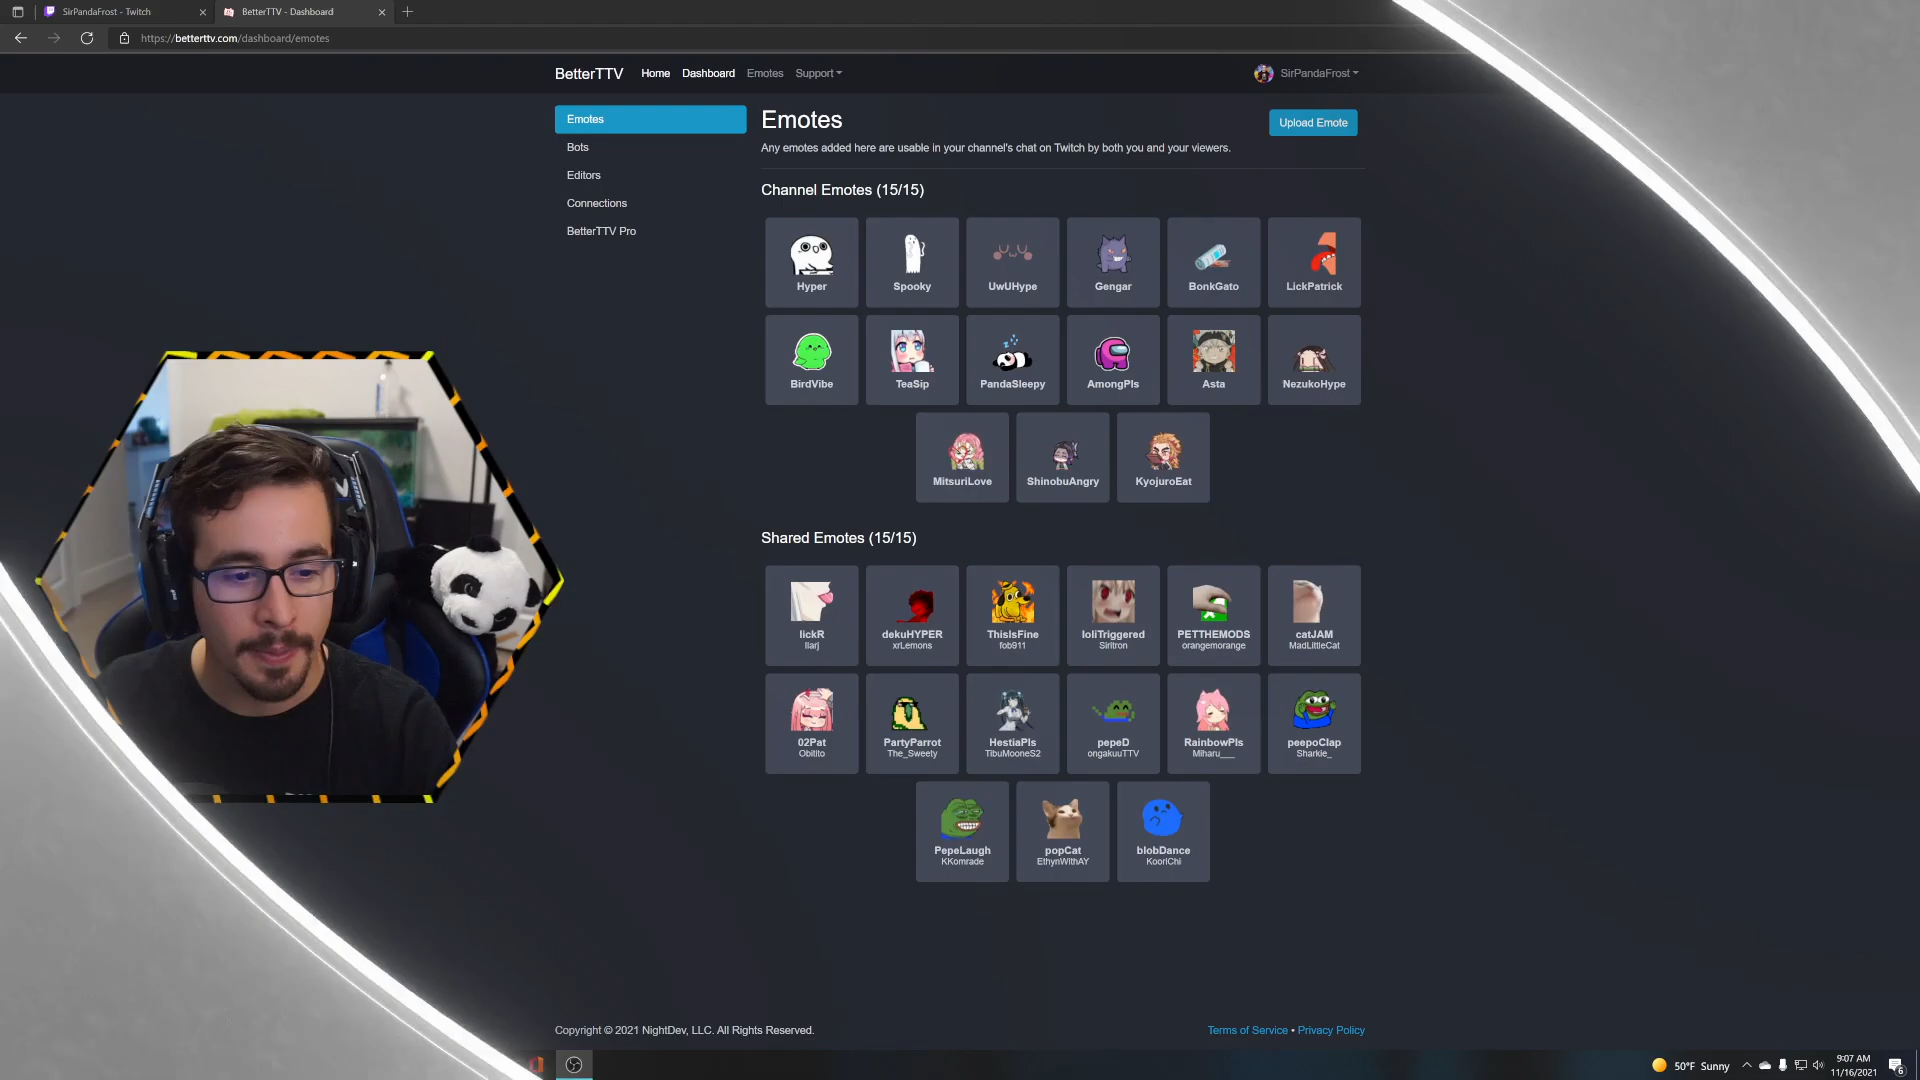 SirPandaFrost - Twitch
BetterTTV - Dashboard
https://betterttv.com/dashboard/emotes
BetterTTV Home Dashboard Emotes Support
SirPandaFrost
Emotes
Bots
Editors
Connections
BetterTTV Pro
Emotes
Upload Emote
Any emotes added here are usable in your channel's chat on Twitch by both you and your viewers.
Channel Emotes (15/15)
Hyper Spooky UwUHype Gengar BonkGato LickPatrick
BirdVibe TeaSip PandaSleepy AmongPls Asta NezukoHype
MitsuriLove ShinobuAngry KyojuroEat
Shared Emotes (15/15)
lickR dekuHYPER ThisIsFine loliTriggered PETTHEMODS catJAM
Ilarj xrLemons fob911 Siritron orangemorange MadLittleCat
02Pat PartyParrot HestiaPls pepeD RainbowPls peepoClap
Obitito The_Sweety TibuMooneS2 ongakuuTTV Miharu___ Sharkie_
PepeLaugh popCat blobDance
KKomrade EthynWithAY KooriChi
Copyright © 2021 NightDev, LLC. All Rights Reserved.
Terms of Service • Privacy Policy
50°F Sunny
9:07 AM
11/16/2021
6